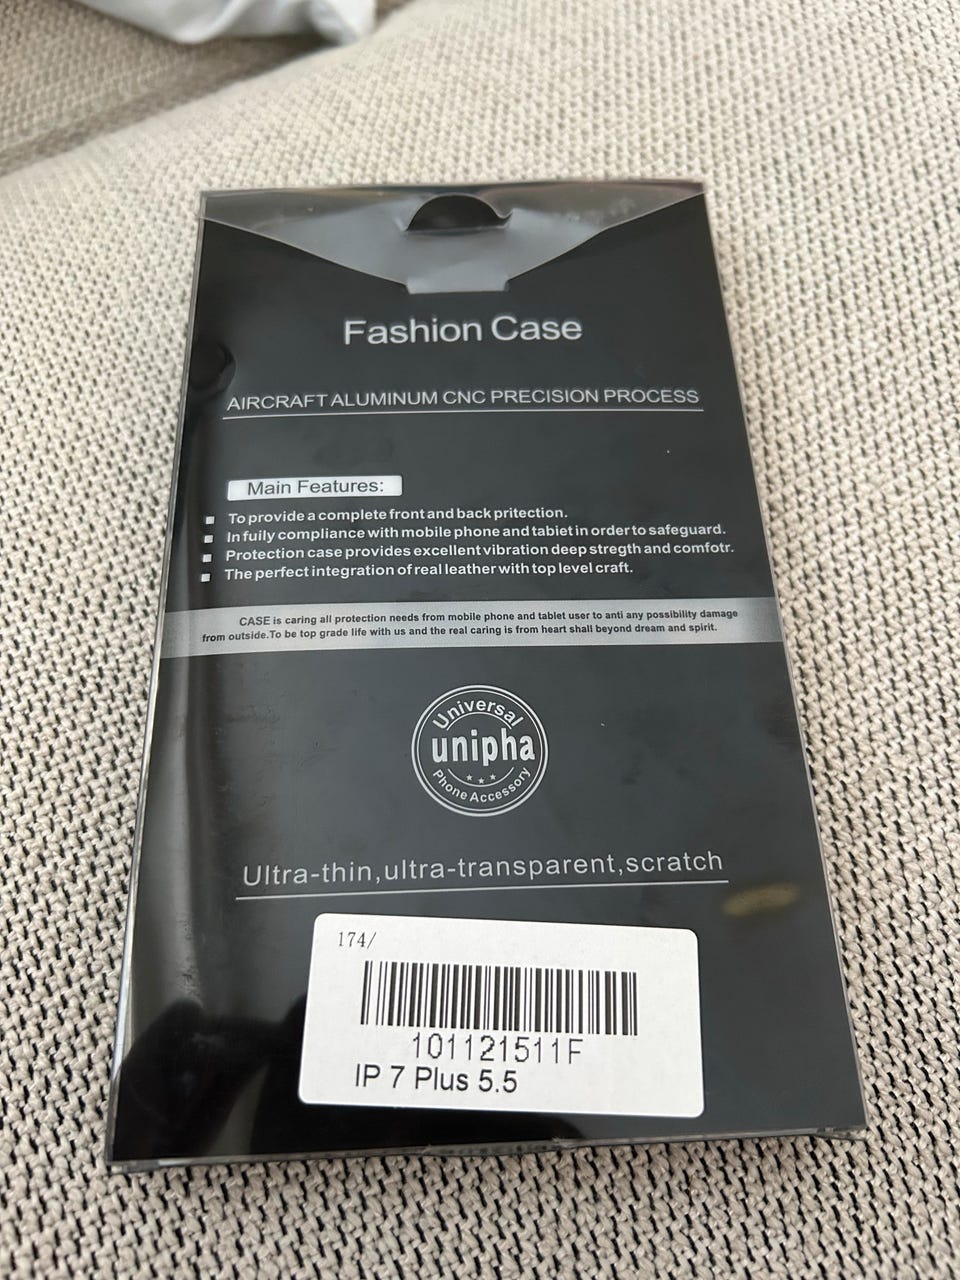 Fashion Case
AIRCRAFT ALUMINUM CNC PRECISION PROCESS
Main Features:
To provide a complete front and back pritection.
In fuily compliance with mobile phone and tabiet in order to safeguard.
Protection case provides excellent vibration deep stregth and comfotr.
The perfect integration of real leather with top level craft.
CASE is caring all protection needs from mobile phone and tablet user to anti any possibility damage
from outside.To be top grade life with us and the real caring is from heart shall beyond dream and spirit.
Universal
unipha
Phone Accessory
Ultra-thin,ultra-transparent,scratch
174/
101121511F
IP 7 Plus 5.5